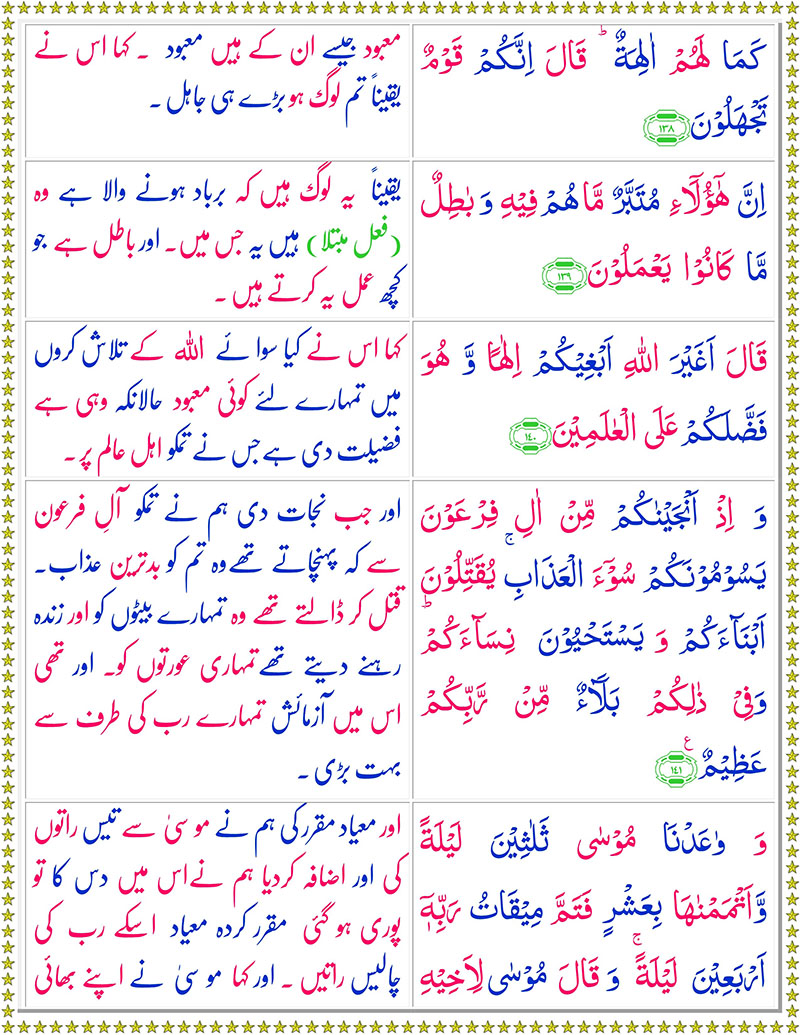 كَمَا لَهُمْ اٰلِهَةٌ ؕ قَالَ اِنَّكُمْ قَوْمٌ
تَجْهَلُوْنَ ١٣٨
معبود جیسے ان کے ہیں معبود ۔ کہا اس نے
یقیناً تم لوگ ہو بڑے ہی جاہل ۔
اِنَّ هٰۤؤُلَآءِ مُتَبَّرٌ مَّا هُمْ فِيْهِ وَ بٰطِلٌ
مَّا كَانُوْا يَعْمَلُوْنَ ١٣٩
یقیناً یہ لوگ ہیں کہ برباد ہونے والا ہے وہ
(فعل مبتلا) ہیں یہ جس میں۔ اور باطل ہے جو
کچھ عمل یہ کرتے ہیں ۔
قَالَ اَغَيْرَ اللّٰهِ اَبْغِيْكُمْ اِلٰهًا وَّ هُوَ
فَضَّلَكُمْ عَلَى الْعٰلَمِيْنَ ١٤٠
کہا اس نے کیا سوائے اللہ کے تلاش کروں
میں تمہارے لئے کوئی معبود حالانکہ وہی ہے
فضیلت دی ہے جس نے تمکو اہل عالم پر ۔
وَ اِذْ اَنْجَيْنٰكُمْ مِّنْ اٰلِ فِرْعَوْنَ
يَسُوْمُوْنَكُمْ سُوْٓءَ الْعَذَابِ ۚ يُقَتِّلُوْنَ
اَبْنَآءَكُمْ وَ يَسْتَحْيُوْنَ نِسَآءَكُمْ ؕ
وَفِيْ ذٰلِكُمْ بَلَآءٌ مِّنْ رَّبِّكُمْ
عَظِيْمٌ ١٤١ ع
اور جب نجات دی ہم نے تمکو آلِ فرعون
سے کہ پہنچاتے تھے وہ تم کو بدترین عذاب۔
قتل کر ڈالتے تھے وہ تمہارے بیٹوں کو اور زندہ
رہنے دیتے تھے تمہاری عورتوں کو۔ اور تھی
اس میں آزمائش تمہارے رب کی طرف سے
بہت بڑی ۔
وَ وٰعَدْنَا مُوْسٰى ثَلٰثِيْنَ لَيْلَةً
وَّاَتْمَمْنٰهَا بِعَشْرٍ فَتَمَّ مِيْقَاتُ رَبِّهٖۤ
اَرْبَعِيْنَ لَيْلَةً ۚ وَ قَالَ مُوْسٰى لِاَخِيْهِ
اور معیاد مقرر کی ہم نے موسیٰ سے تیس راتوں
کی اور اضافہ کر دیا ہم نے اس میں دس کا تو
پوری ہو گئی مقرر کردہ معیاد اسکے رب کی
چالیس راتیں ۔ اور کہا موسیٰ نے اپنے بھائی